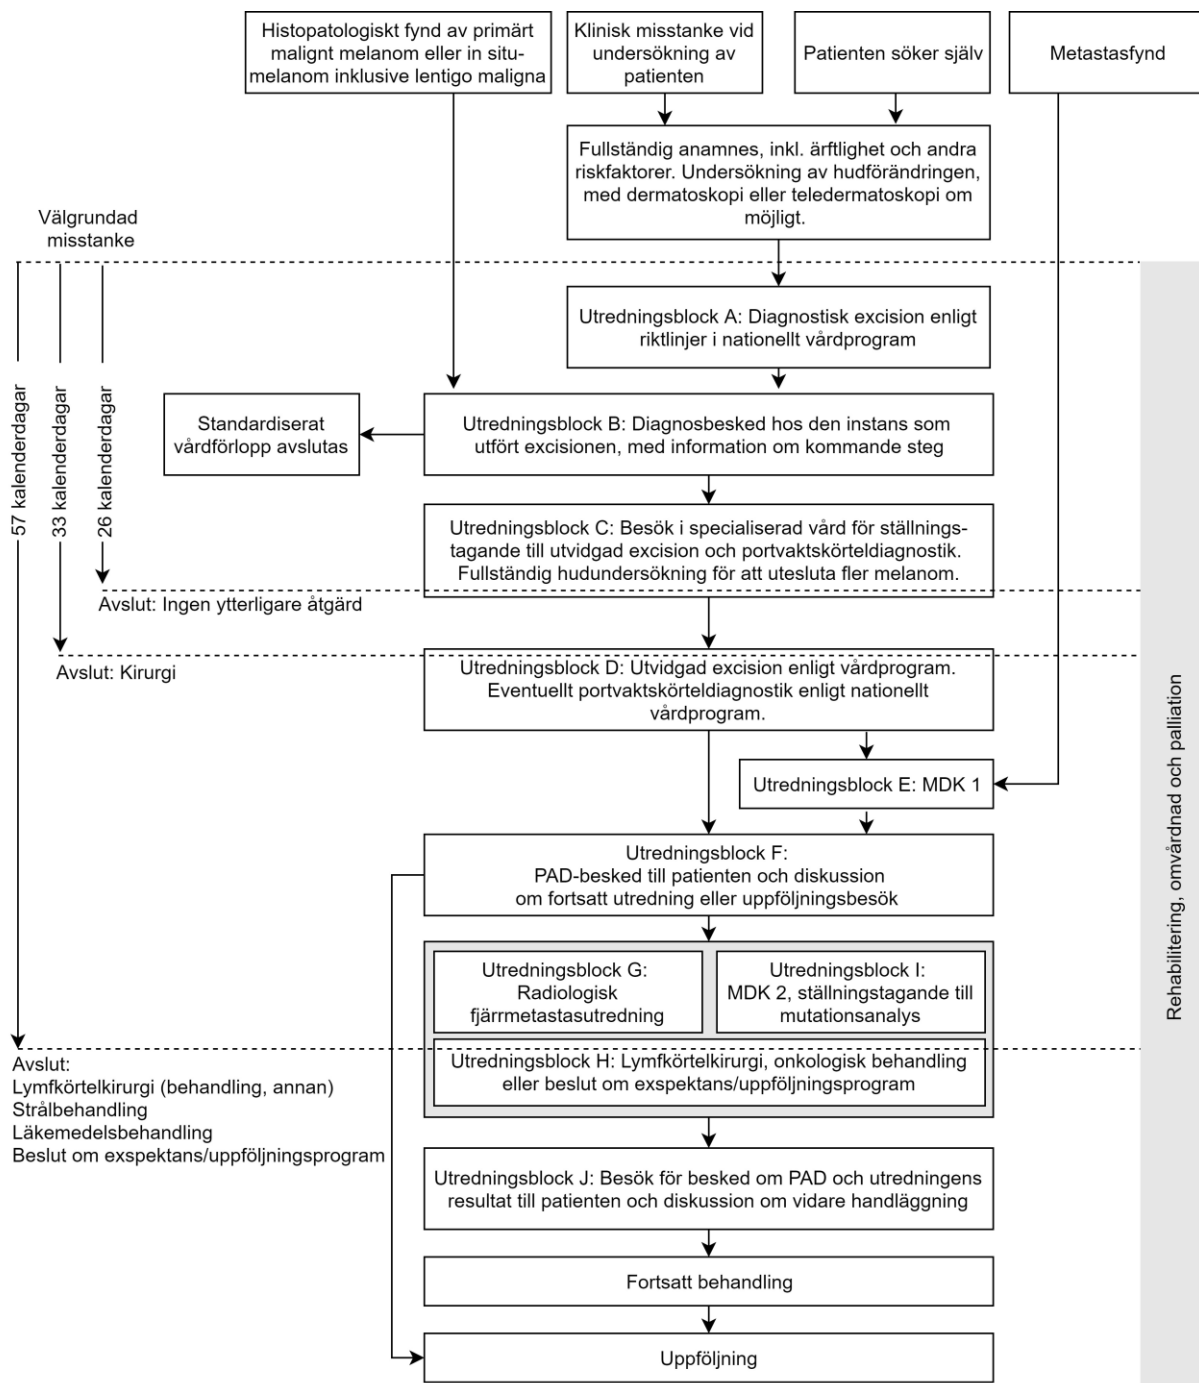 Histopatologiskt fynd av primärt
malignt melanom eller in situ-
melanom inklusive lentigo maligna
Klinisk misstanke vid
undersökning av
patienten
Patienten söker själv
Metastasfynd
Fullständig anamnes, inkl. ärftlighet och andra
riskfaktorer. Undersökning av hudförändringen,
med dermatoskopi eller teledermatoskopi om
möjligt.
Välgrundad
misstanke
57 kalenderdagar
33 kalenderdagar
26 kalenderdagar
Utredningsblock A: Diagnostisk excision enligt
riktlinjer i nationellt vårdprogram
Standardiserat
vårdförlopp avslutas
Utredningsblock B: Diagnosbesked hos den instans som
utfört excisionen, med information om kommande steg
Utredningsblock C: Besök i specialiserad vård för ställnings-
tagande till utvidgad excision och portvaktskörteldiagnostik.
Fullständig hudundersökning för att utesluta fler melanom.
Avslut: Ingen ytterligare åtgärd
Avslut: Kirurgi
Utredningsblock D: Utvidgad excision enligt vårdprogram.
Eventuellt portvaktskörteldiagnostik enligt nationellt
vårdprogram.
Utredningsblock E: MDK 1
Utredningsblock F:
PAD-besked till patienten och diskussion
om fortsatt utredning eller uppföljningsbesök
Utredningsblock G:
Radiologisk
fjärrmetastasutredning
Utredningsblock I:
MDK 2, ställningstagande till
mutationsanalys
Utredningsblock H: Lymfkörtelkirurgi, onkologisk behandling
eller beslut om exspektans/uppföljningsprogram
Avslut:
Lymfkörtelkirurgi (behandling, annan)
Strålbehandling
Läkemedelsbehandling
Beslut om exspektans/uppföljningsprogram
Utredningsblock J: Besök för besked om PAD och utredningens
resultat till patienten och diskussion om vidare handläggning
Fortsatt behandling
Uppföljning
Rehabilitering, omvårdnad och palliation